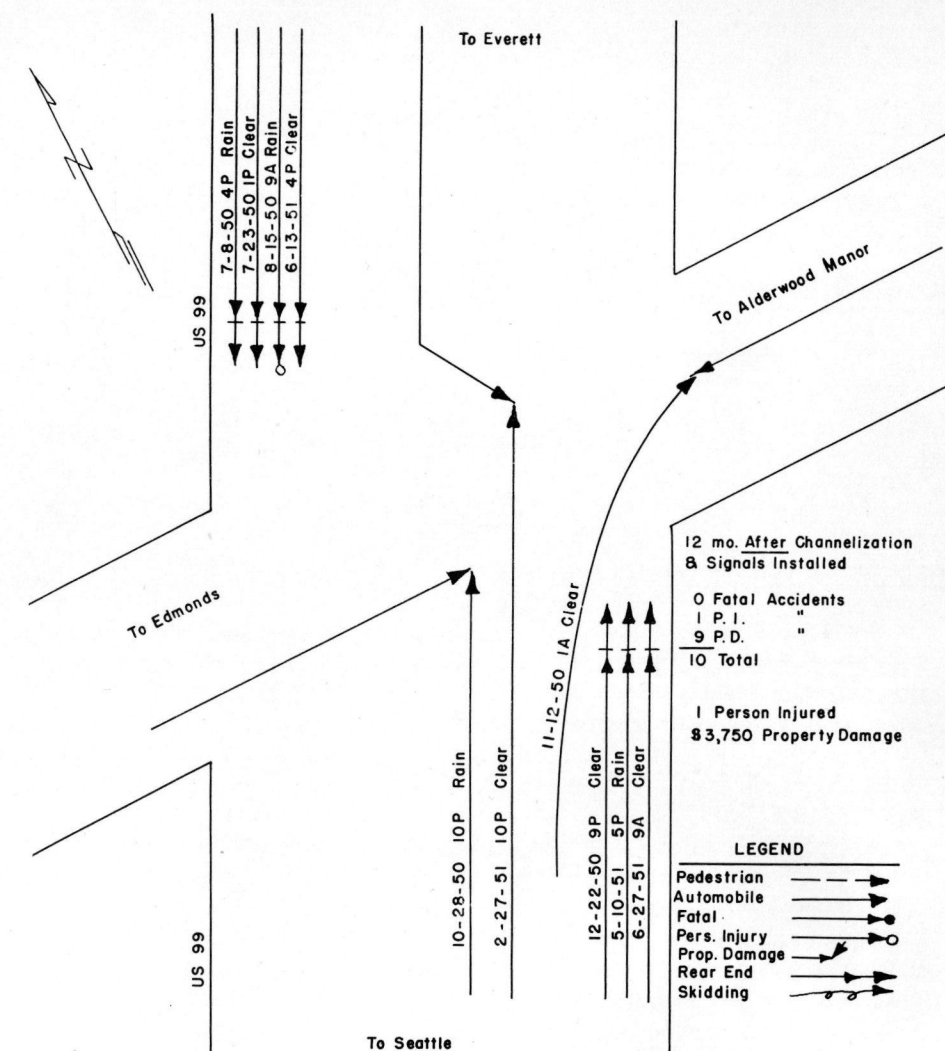 To Everett
7-8-50 4P Rain
7-23-50 1P Clear
8-15-50 9A Rain
6-13-51 4P Clear
US 99
To Alderwood Manor
To Edmonds
12 mo. After Channelization
& Signals Installed
0 Fatal Accidents
1 P.I. "
9 P.D. "
10 Total
1 Person Injured
$3,750 Property Damage
11-12-50 1A Clear
10-28-50 10P Rain
2-27-51 10P Clear
12-22-50 9P Clear
5-10-51 5P Rain
6-27-51 9A Clear
LEGEND
Pedestrian
Automobile
Fatal
Pers. Injury
Prop. Damage
Rear End
Skidding
US 99
To Seattle